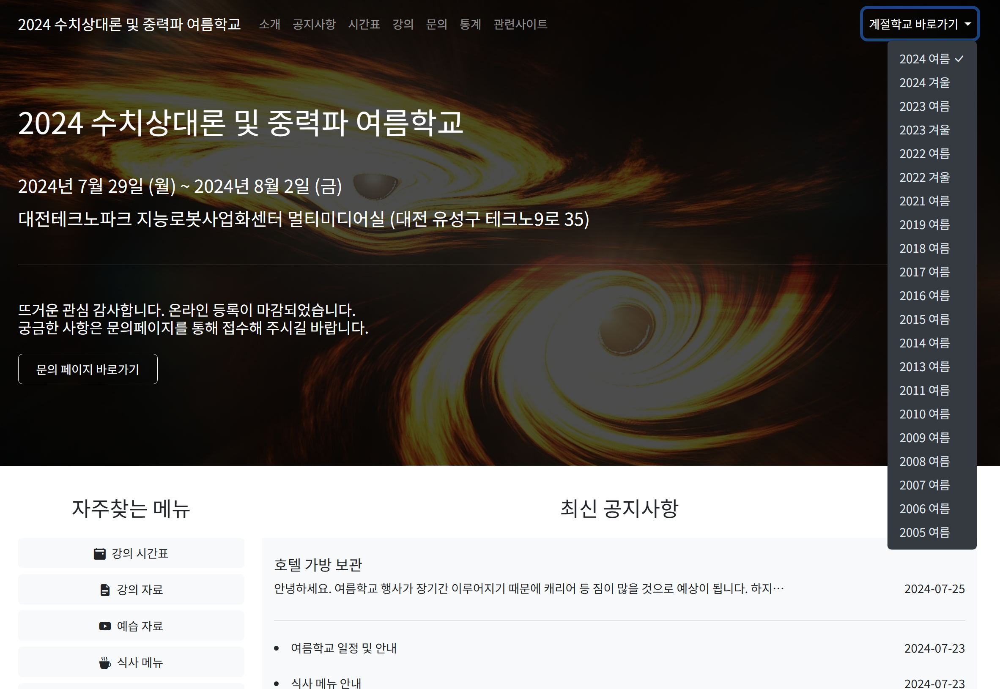 2024 수치상대론 및 중력파 여름학교 소개 공지사항 시간표 강의 문의 통계 관련사이트 계절학교 바로가기
2024 여름
2024 겨울
2023 여름
2023 겨울
2022 여름
2022 겨울
2021 여름
2019 여름
2018 여름
2017 여름
2016 여름
2015 여름
2014 여름
2013 여름
2011 여름
2010 여름
2009 여름
2008 여름
2007 여름
2006 여름
2005 여름
2024 수치상대론 및 중력파 여름학교
2024년 7월 29일 (월) ~ 2024년 8월 2일 (금)
대전테크노파크 지능로봇사업화센터 멀티미디어실 (대전 유성구 테크노9로 35)
뜨거운 관심 감사합니다. 온라인 등록이 마감되었습니다.
궁금한 사항은 문의페이지를 통해 접수해 주시길 바랍니다.
문의 페이지 바로가기
자주찾는 메뉴
강의 시간표
강의 자료
예습 자료
식사 메뉴
최신 공지사항
호텔 가방 보관
안녕하세요. 여름학교 행사가 장기간 이루어지기 때문에 캐리어 등 짐이 많을 것으로 예상이 됩니다. 하지… 2024-07-25
여름학교 일정 및 안내 2024-07-23
식사 메뉴 안내 2024-07-23